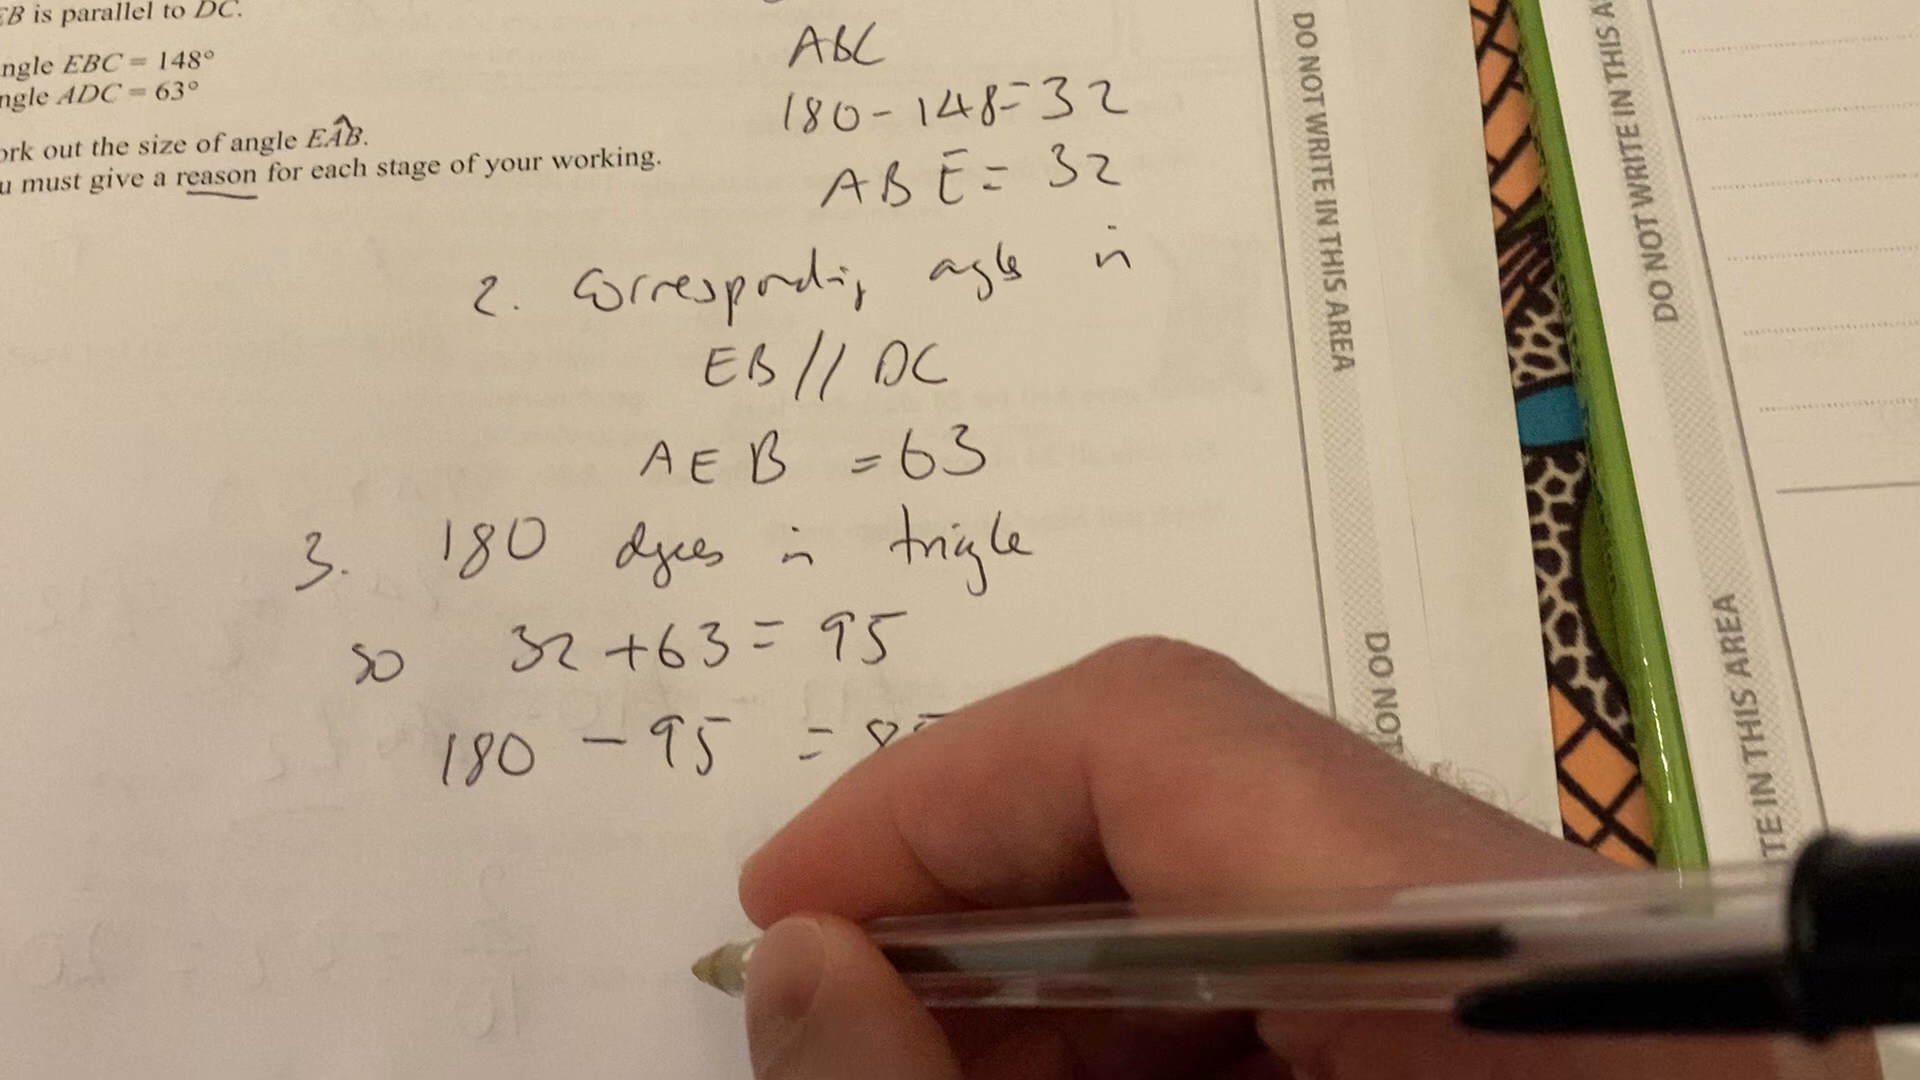 EB is parallel to DC.
ngle EBC = 148°
ngle ADC = 63°
ork out the size of angle EAB.
u must give a reason for each stage of your working.
ABC
180 - 148 = 32
ABE = 32
2. Corresponding angle in
EB // DC
AEB = 63
3. 180 degrees in triangle
so 32 + 63 = 95
180 - 95 = 85
DO NOT WRITE IN THIS AREA
DO NOT
DO NOT WRITE IN THIS A
TE IN THIS AREA